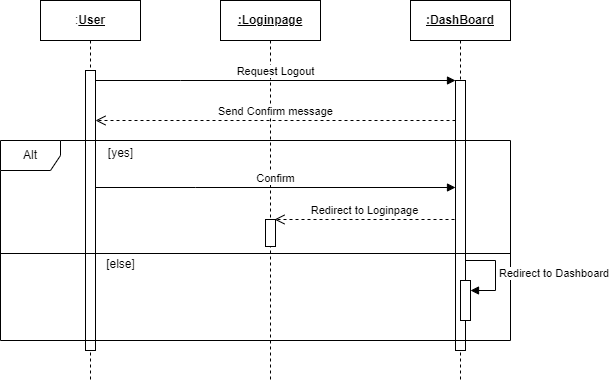 :User
:Loginpage
:DashBoard
Request Logout
Send Confirm message
Alt
[yes]
Confirm
Redirect to Loginpage
[else]
Redirect to Dashboard